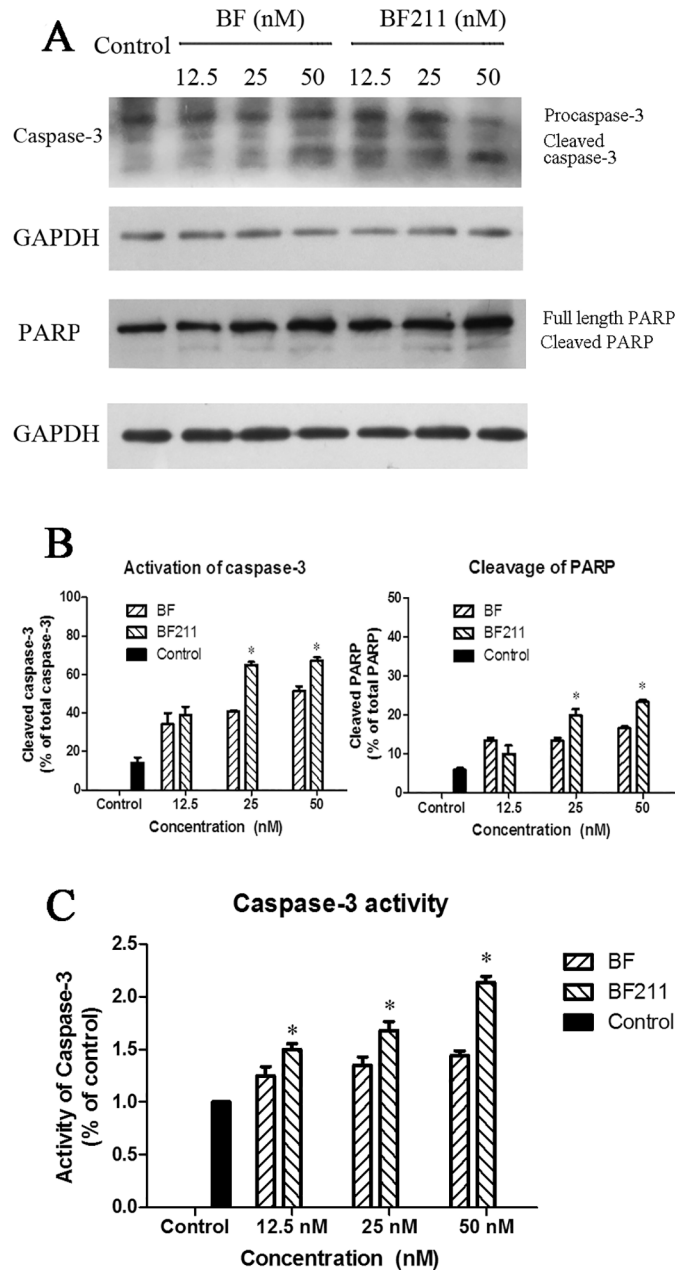 A
Control
BF (nM)
BF211 (nM)
12.5 25 50 12.5 25 50
Caspase-3
Procaspase-3
Cleaved
caspase-3
GAPDH
PARP
Full length PARP
Cleaved PARP
GAPDH
B
Activation of caspase-3
Cleaved caspase-3
(% of total caspase-3)
100
80
60
40
20
0
BF
BF211
Control
* *
Control 12.5 25 50
Concentration (nM)
Cleavage of PARP
Cleaved PARP
(% of total PARP)
50
40
30
20
10
0
BF
BF211
Control
* *
Control 12.5 25 50
Concentration (nM)
C
Caspase-3 activity
Activity of Caspase-3
(% of control)
2.5
2.0
1.5
1.0
0.5
0.0
* * *
BF
BF211
Control
Control 12.5 nM 25 nM 50 nM
Concentration (nM)